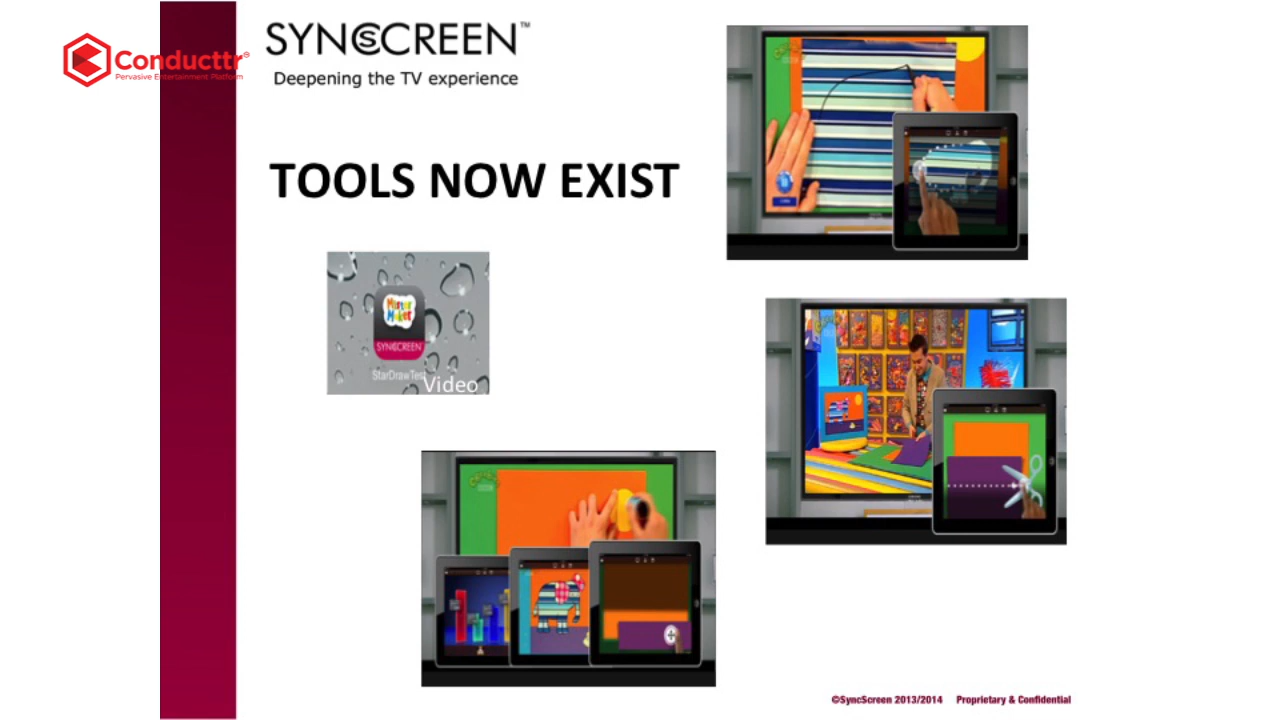 Conducttr®
Pervasive Entertainment Platform
SYNCSCREEN™
Deepening the TV experience
TOOLS NOW EXIST
Mister
Maker
SYNCSCREEN
StarDrawTest
Video
©SyncScreen 2013/2014 Proprietary & Confidential